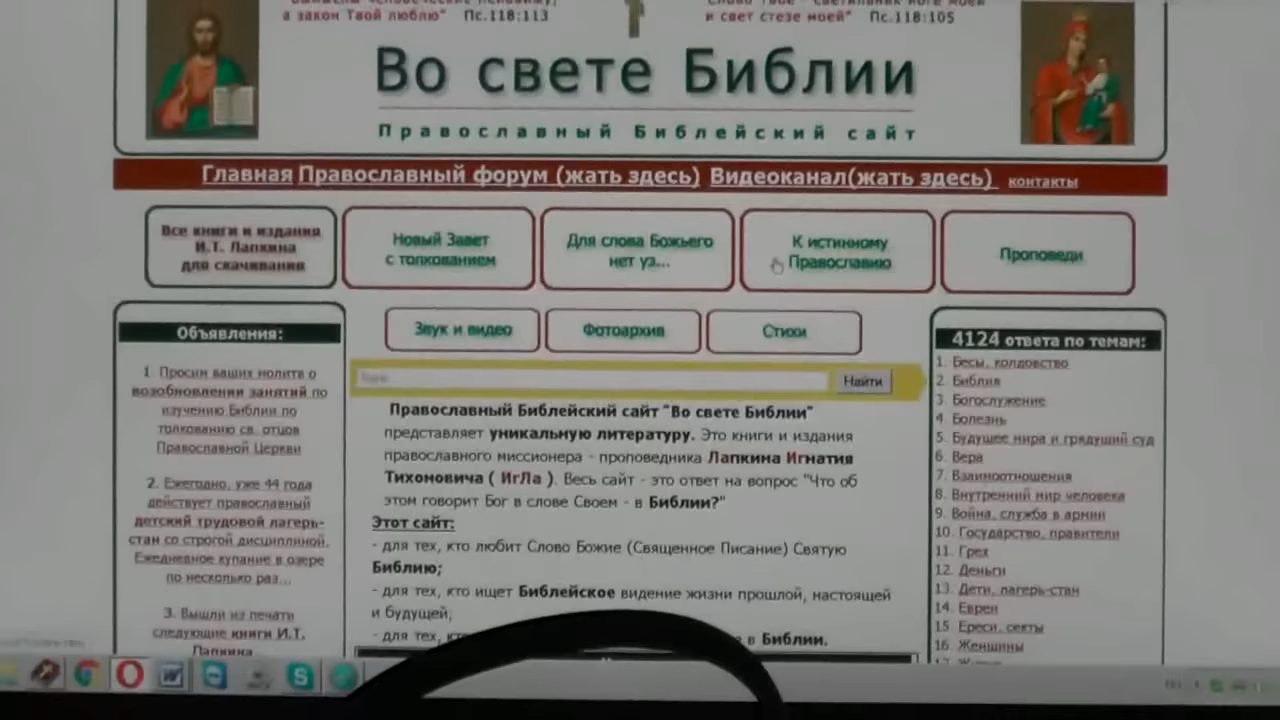 а закон Твой люблю" Пс.118:113
и свет стезе моей" Пс.118:105
Во свете Библии
Православный Библейский сайт
Главная Православный форум (жать здесь) Видеоканал(жать здесь) контакты
Все книги и издания
И.Т. Лапкина
для скачивания
Новый Завет
с толкованием
Для слова Божьего
нет уз...
К истинному
Православию
Проповеди
Звук и видео
Фотоархив
Стихи
Найти
Объявления:
1. Просим ваших молитв о
возобновлении занятий по
изучению Библии по
толкованию св. отцов
Православной Церкви
2. Ежегодно, уже 44 года
действует православный
детский трудовой лагерь-
стан со строгой дисциплиной.
Ежедневное купание в озере
по несколько раз...
3. Вышли из печати
следующие книги И.Т.
Лапкина
Православный Библейский сайт "Во свете Библии"
представляет уникальную литературу. Это книги и издания
православного миссионера - проповедника Лапкина Игнатия
Тихоновича ( ИгЛа ). Весь сайт - это ответ на вопрос "Что об
этом говорит Бог в слове Своем - в Библии?"
Этот сайт:
- для тех, кто любит Слово Божие (Священное Писание) Святую
Библию;
- для тех, кто ищет Библейское видение жизни прошлой, настоящей
и будущей;
- для тех, в Библии.
4124 ответа по темам:
1. Бесы, колдовство
2. Библия
3. Богослужение
4. Болезнь
5. Будущее мира и грядущий суд
6. Вера
7. Взаимоотношения
8. Внутренний мир человека
9. Война, служба в армии
10. Государство, правители
11. Грех
12. Деньги
13. Дети, лагерь-стан
14. Евреи
15. Ереси, секты
16. Женщины